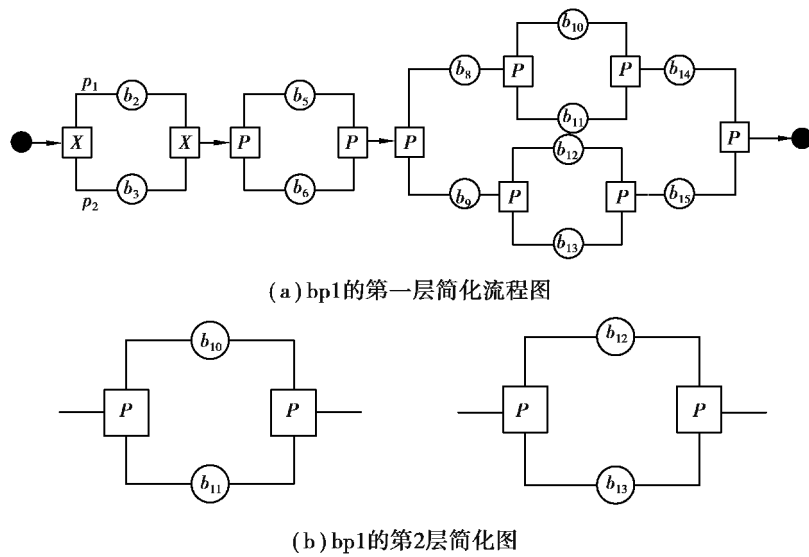 b10
p1 b2 b5 b8 P P b14
X X P P P b11 P
b12
p2 b3 b6 b9 P P b15
b13
(a)bp1的第一层简化流程图
b10 b12
P P P P
b11 b13
(b)bp1的第2层简化图